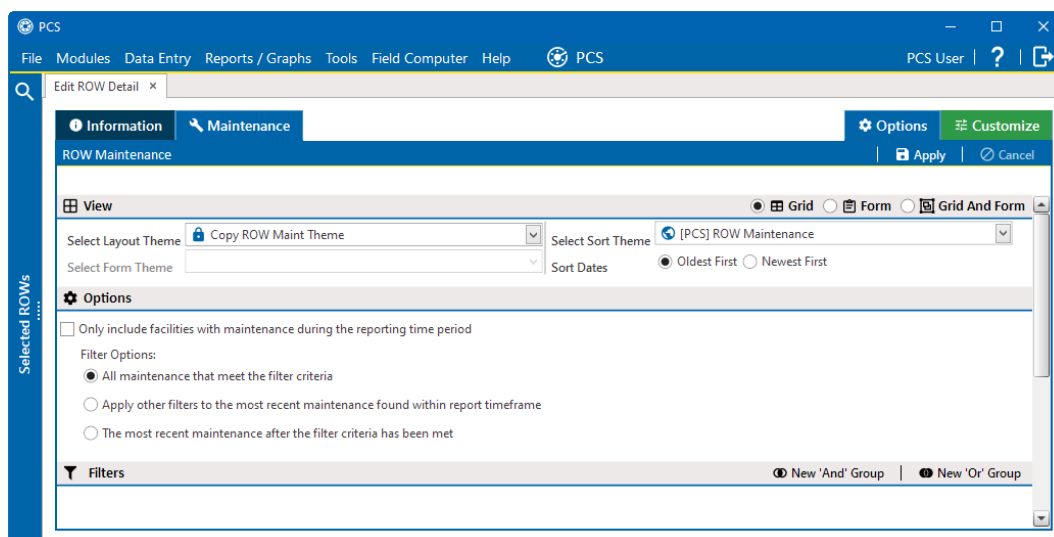 PCS
File Modules Data Entry Reports / Graphs Tools Field Computer Help PCS PCS User ?
Edit ROW Detail ×
Information Maintenance Options Customize
ROW Maintenance Apply Cancel
View Grid Form Grid And Form
Select Layout Theme Copy ROW Maint Theme Select Sort Theme [PCS] ROW Maintenance
Select Form Theme Sort Dates Oldest First Newest First
Selected ROWs
Options
Only include facilities with maintenance during the reporting time period
Filter Options:
All maintenance that meet the filter criteria
Apply other filters to the most recent maintenance found within report timeframe
The most recent maintenance after the filter criteria has been met
Filters New 'And' Group New 'Or' Group